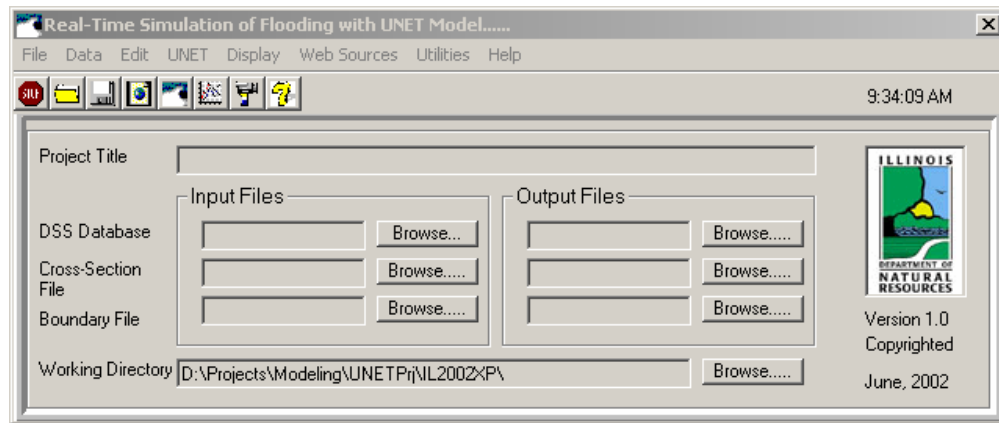 Real-Time Simulation of Flooding with UNET Model......
File Data Edit UNET Display Web Sources Utilities Help
9:34:09 AM
Project Title
Input Files
Output Files
DSS Database
Browse...
Browse.....
Cross-Section
File
Browse.....
Browse.....
Boundary File
Browse.....
Browse.....
Working Directory
D:\Projects\Modeling\UNETPrj\IL2002XP\
Browse.....
ILLINOIS
DEPARTMENT OF
NATURAL
RESOURCES
Version 1.0
Copyrighted
June, 2002